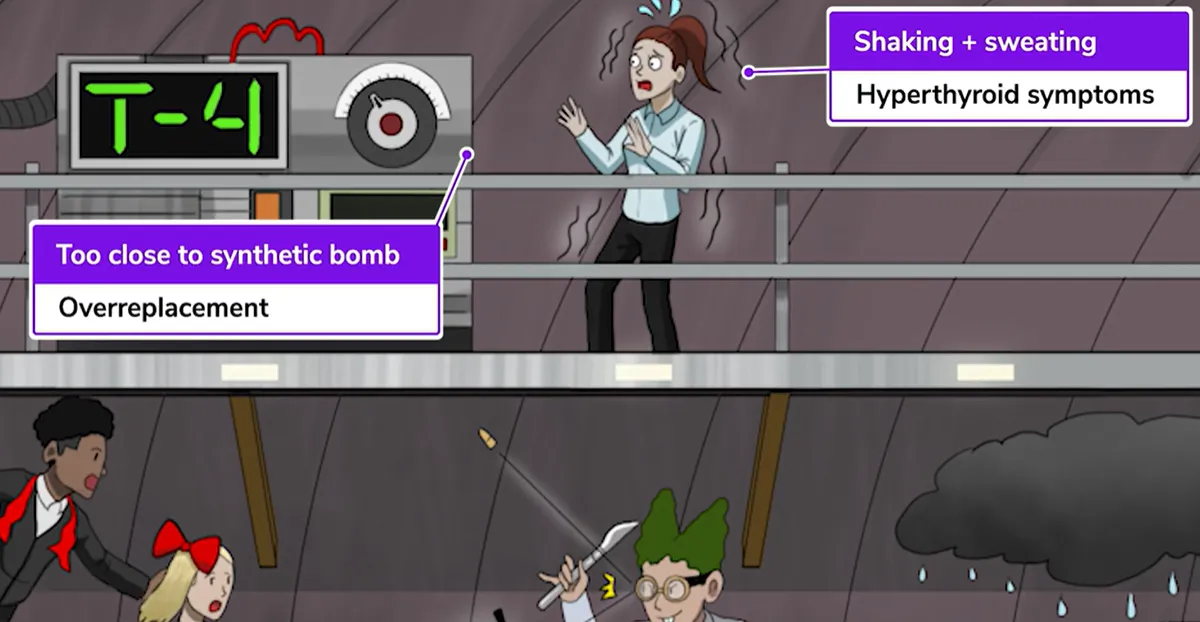 T-4
Shaking + sweating
Hyperthyroid symptoms
Too close to synthetic bomb
Overreplacement